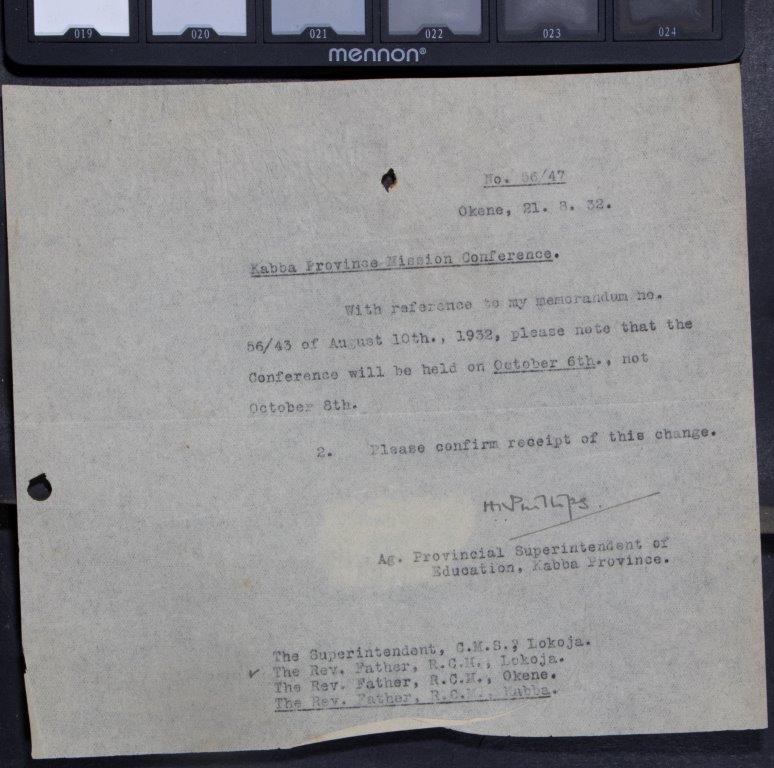 019 020 021 022 023 024
mennon®
No. 56/47
Okene, 21. 8. 32.
Kabba Province Mission Conference.
With reference to my memorandum no.
56/43 of August 10th., 1932, please note that the
Conference will be held on October 6th., not
October 8th.
2. Please confirm receipt of this change.
H. Phillips.
Ag. Provincial Superintendent of
Education, Kabba Province.
The Superintendent, C.M.S., Lokoja.
✓ The Rev. Father, R.C.M., Lokoja.
The Rev. Father, R.C.M., Okene.
The Rev. Father, R.C.M., Kabba.